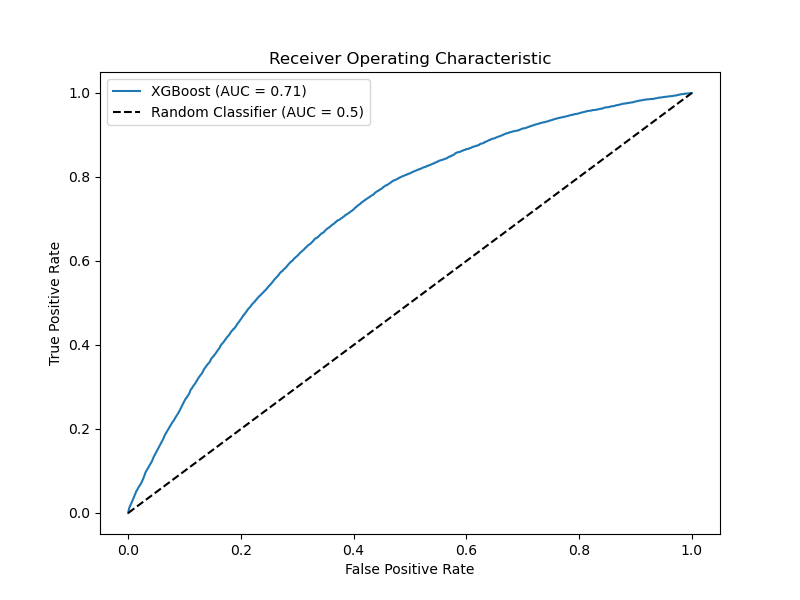 Receiver Operating Characteristic
XGBoost (AUC = 0.71)
Random Classifier (AUC = 0.5)
1.0
0.8
0.6
0.4
0.2
0.0
True Positive Rate
0.0 0.2 0.4 0.6 0.8 1.0
False Positive Rate